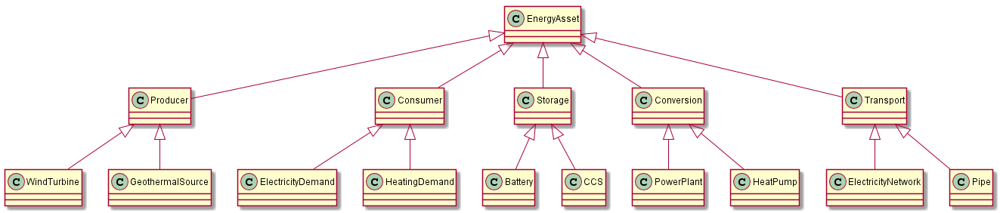 C EnergyAsset
C Producer
C Consumer
C Storage
C Conversion
C Transport
C WindTurbine
C GeothermalSource
C ElectricityDemand
C HeatingDemand
C Battery
C CCS
C PowerPlant
C HeatPump
C ElectricityNetwork
C Pipe